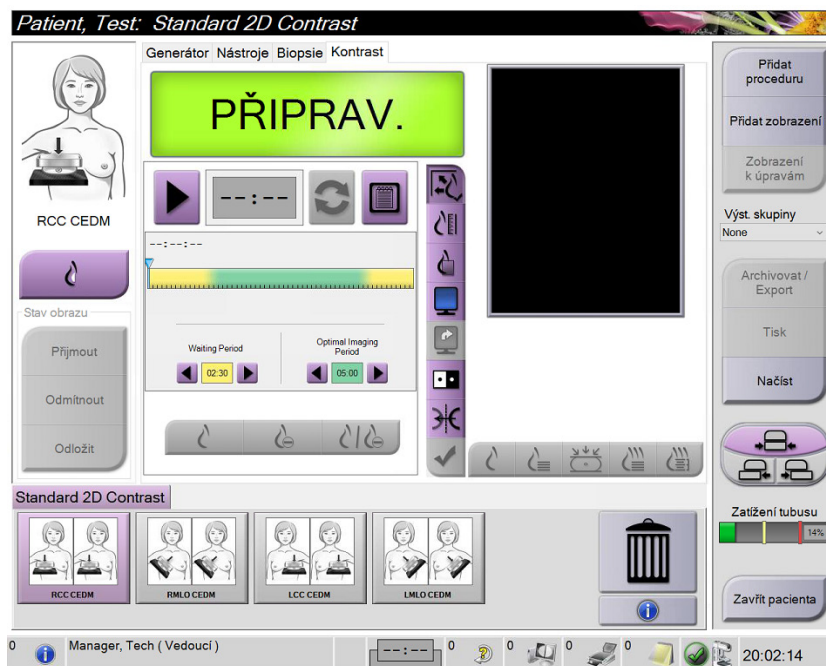 Patient, Test: Standard 2D Contrast
Generátor Nástroje Biopsie Kontrast
PŘIPRAV.
--:--
--:--:--
Waiting Period
Optimal Imaging
Period
02:30
05:00
RCC CEDM
Stav obrazu
Přijmout
Odmítnout
Odložit
Přidat
proceduru
Přidat zobrazení
Zobrazení
k úpravám
Výst. skupiny
None
Archivovat /
Export
Tisk
Načíst
Zatížení tubusu
14%
Zavřít pacienta
Standard 2D Contrast
RCC CEDM
RMLO CEDM
LCC CEDM
LMLO CEDM
0 Manager, Tech ( Vedoucí ) --:-- 0 0 0 0 20:02:14